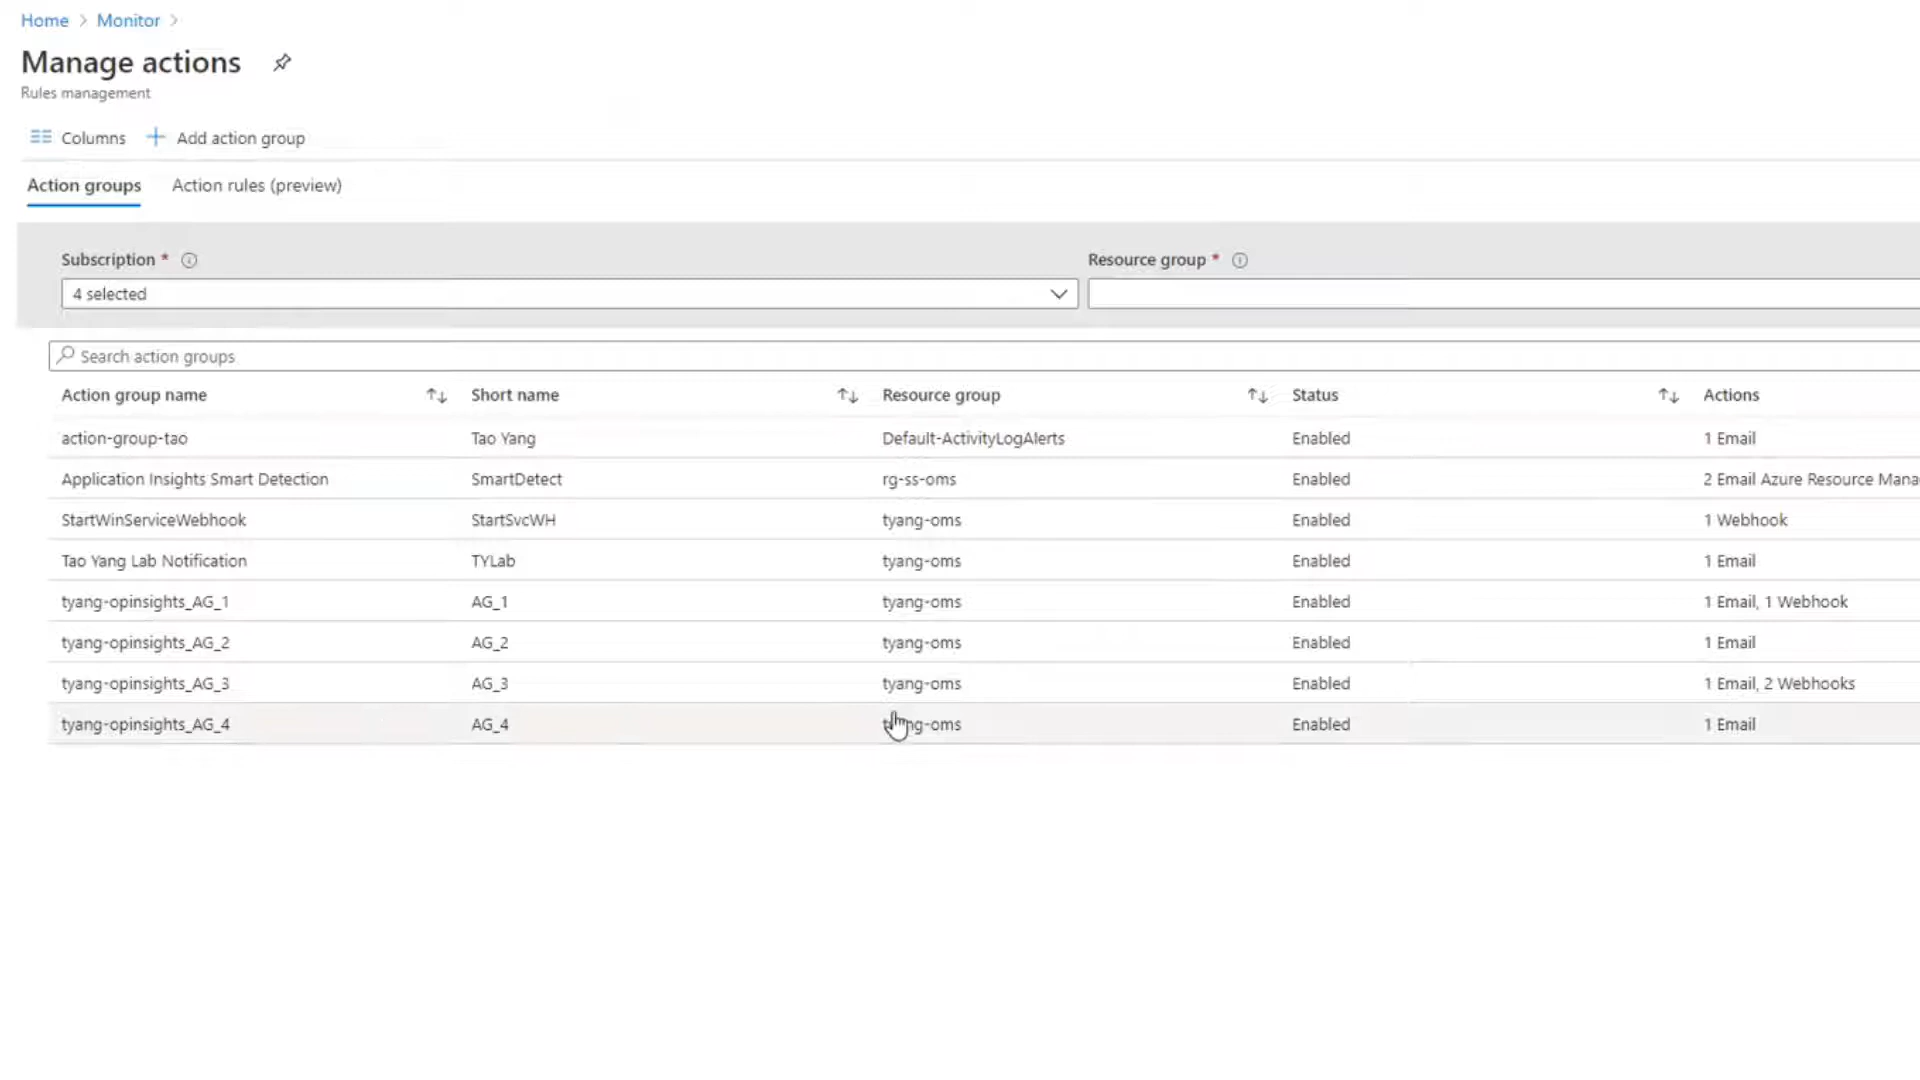 Home > Monitor >
Manage actions
Rules management
Columns + Add action group
Action groups Action rules (preview)
Subscription * Resource group *
4 selected
Search action groups
Action group name Short name Resource group Status Actions
action-group-tao Tao Yang Default-ActivityLogAlerts Enabled 1 Email
Application Insights Smart Detection SmartDetect rg-ss-oms Enabled 2 Email Azure Resource Mana
StartWinServiceWebhook StartSvcWH tyang-oms Enabled 1 Webhook
Tao Yang Lab Notification TYLab tyang-oms Enabled 1 Email
tyang-opinsights_AG_1 AG_1 tyang-oms Enabled 1 Email, 1 Webhook
tyang-opinsights_AG_2 AG_2 tyang-oms Enabled 1 Email
tyang-opinsights_AG_3 AG_3 tyang-oms Enabled 1 Email, 2 Webhooks
tyang-opinsights_AG_4 AG_4 tyang-oms Enabled 1 Email